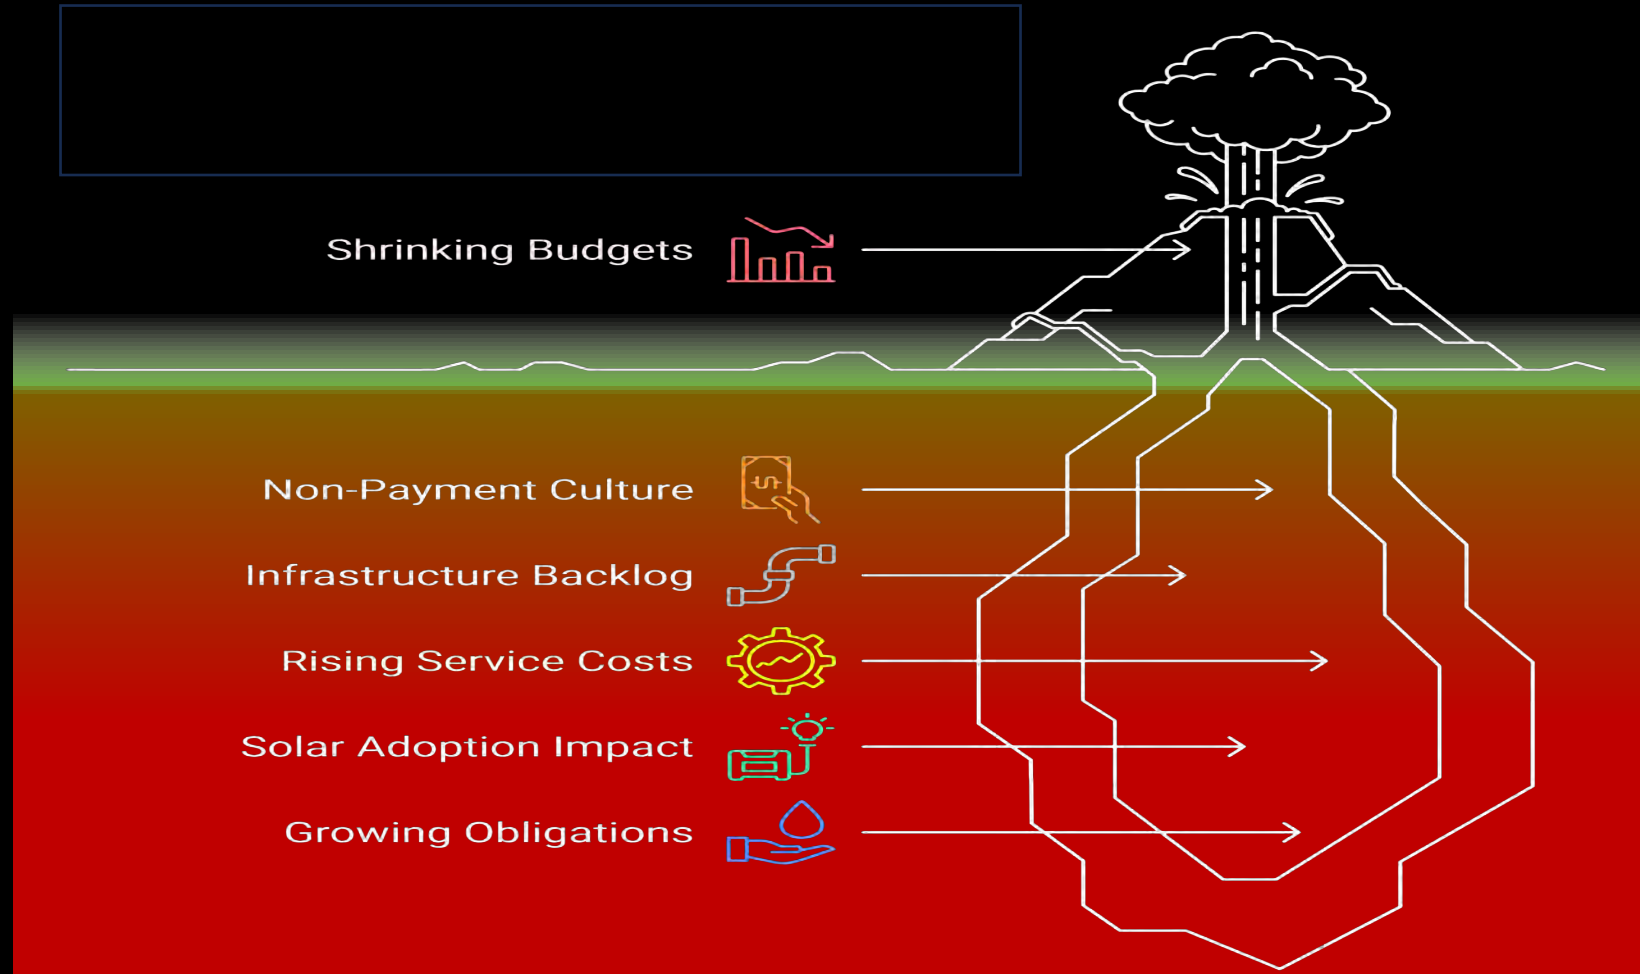 Shrinking Budgets
Non-Payment Culture
Infrastructure Backlog
Rising Service Costs
Solar Adoption Impact
Growing Obligations